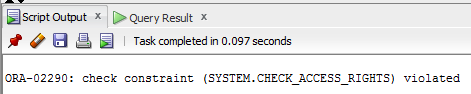 Script Output x Query Result x
Task completed in 0.097 seconds
ORA-02290: check constraint (SYSTEM.CHECK_ACCESS_RIGHTS) violated